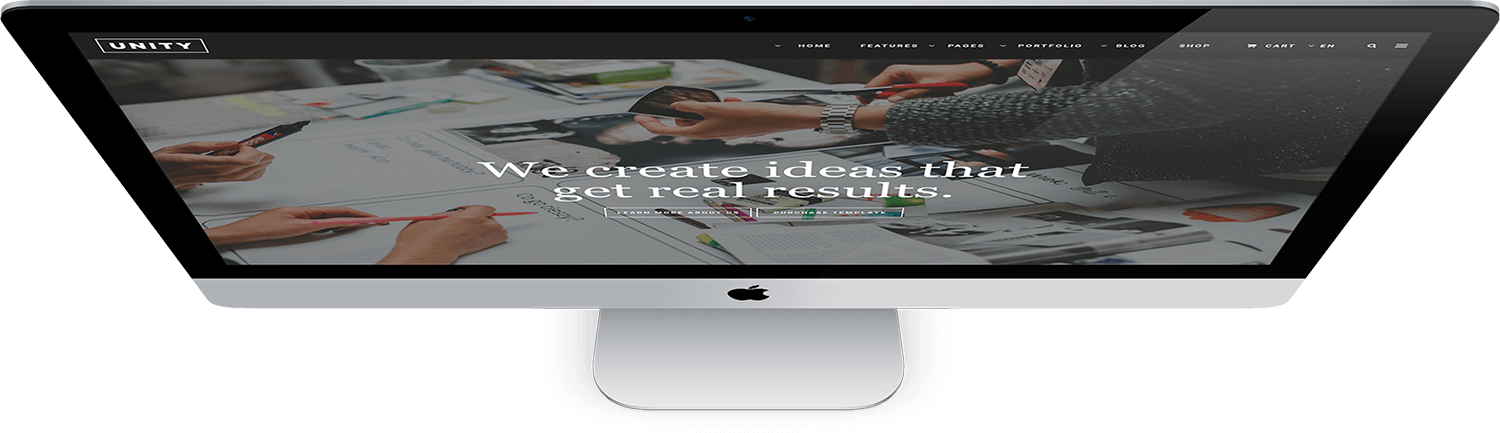 UNITY
HOME FEATURES PAGES PORTFOLIO BLOG SHOP CART EN
We create ideas that
get real results.
LEARN MORE ABOUT US PURCHASE TEMPLATE